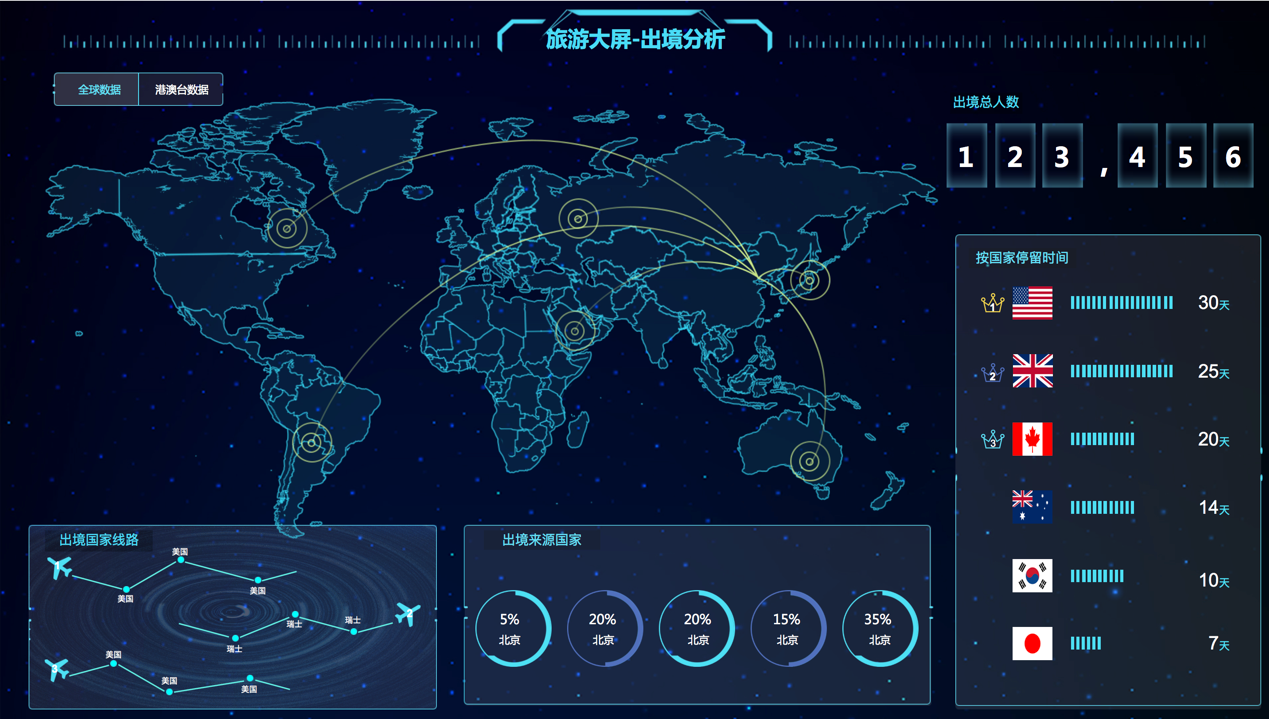 旅游大屏-出境分析
全球数据 港澳台数据
出境总人数
1 2 3 , 4 5 6
按国家停留时间
1 30天
2 25天
3 20天
14天
10天
7天
出境国家线路
1
美国
美国
美国
2
瑞士
瑞士
瑞士
3
美国
美国
美国
出境来源国家
5% 20% 20% 15% 35%
北京 北京 北京 北京 北京